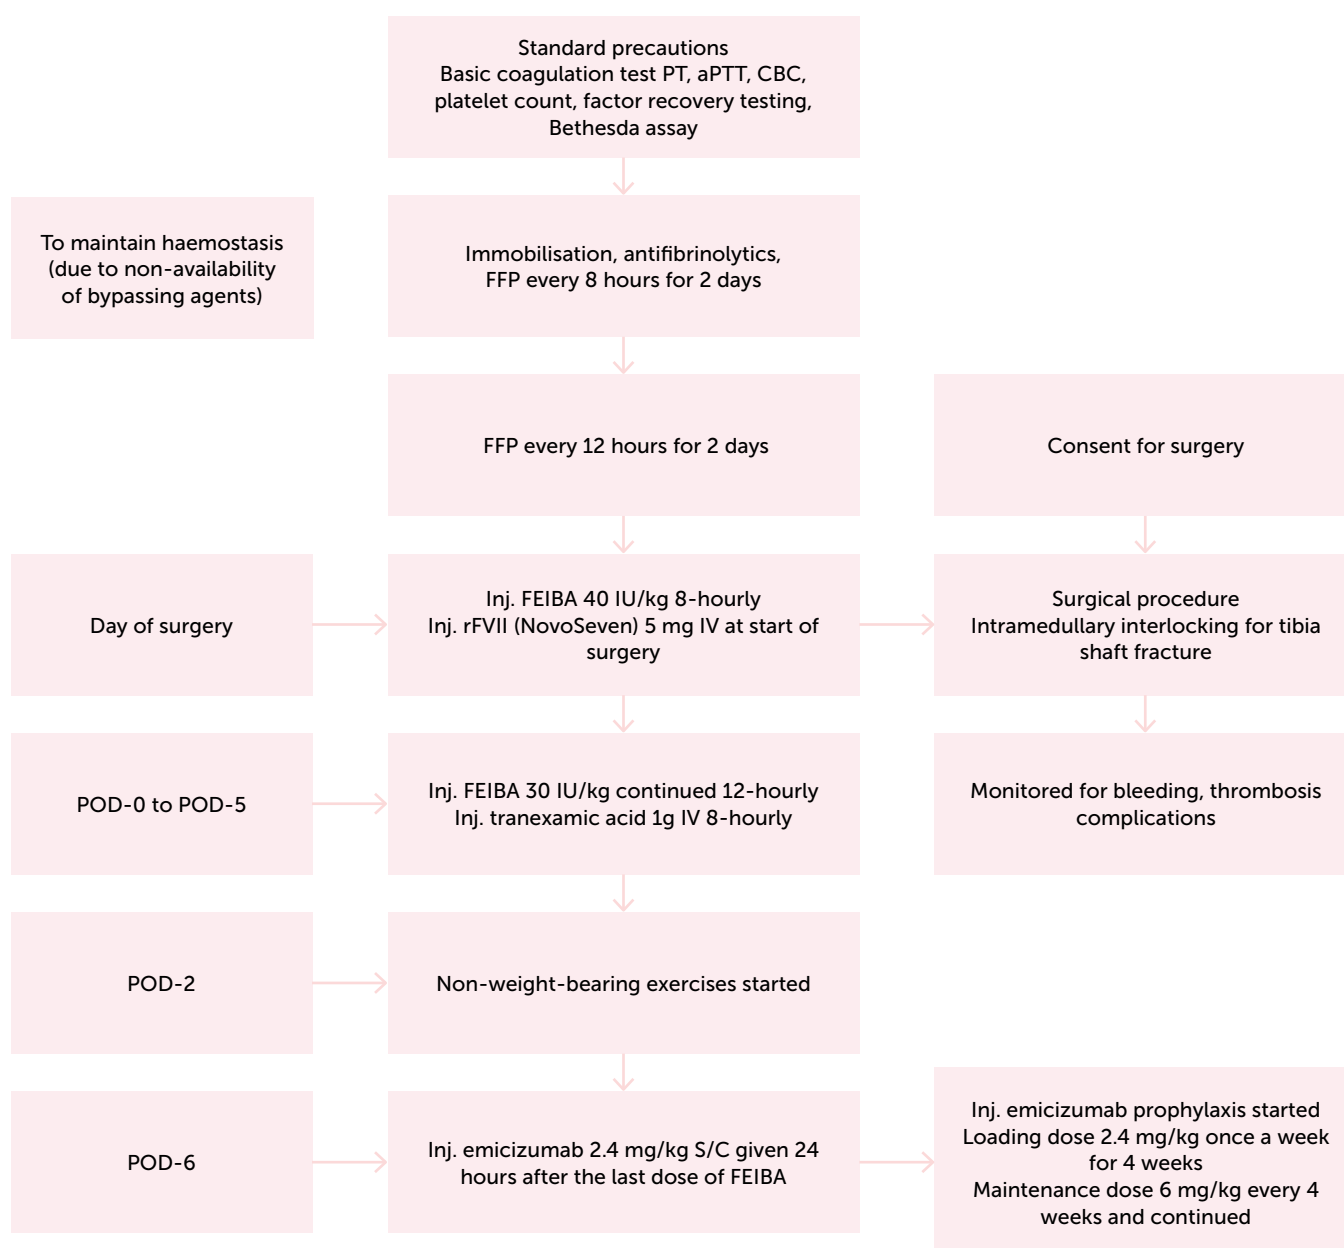 Standard precautions
Basic coagulation test PT, aPTT, CBC,
platelet count, factor recovery testing,
Bethesda assay
To maintain haemostasis
(due to non-availability
of bypassing agents)
Immobilisation, antifibrinolytics,
FFP every 8 hours for 2 days
FFP every 12 hours for 2 days
Consent for surgery
Day of surgery
Inj. FEIBA 40 IU/kg 8-hourly
Inj. rFVII (NovoSeven) 5 mg IV at start of
surgery
Surgical procedure
Intramedullary interlocking for tibia
shaft fracture
POD-0 to POD-5
Inj. FEIBA 30 IU/kg continued 12-hourly
Inj. tranexamic acid 1g IV 8-hourly
Monitored for bleeding, thrombosis
complications
POD-2
Non-weight-bearing exercises started
POD-6
Inj. emicizumab 2.4 mg/kg S/C given 24
hours after the last dose of FEIBA
Inj. emicizumab prophylaxis started
Loading dose 2.4 mg/kg once a week
for 4 weeks
Maintenance dose 6 mg/kg every 4
weeks and continued